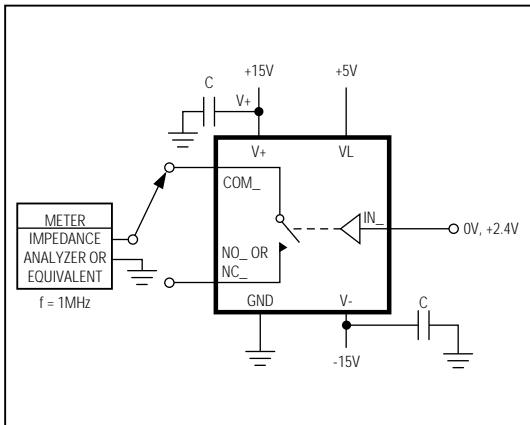 +15V
+5V
C
V+
V+
VL
COM_
IN_
0V, +2.4V
METER
IMPEDANCE
ANALYZER OR
EQUIVALENT
f = 1MHz
NO_ OR
NC_
GND
V-
C
-15V